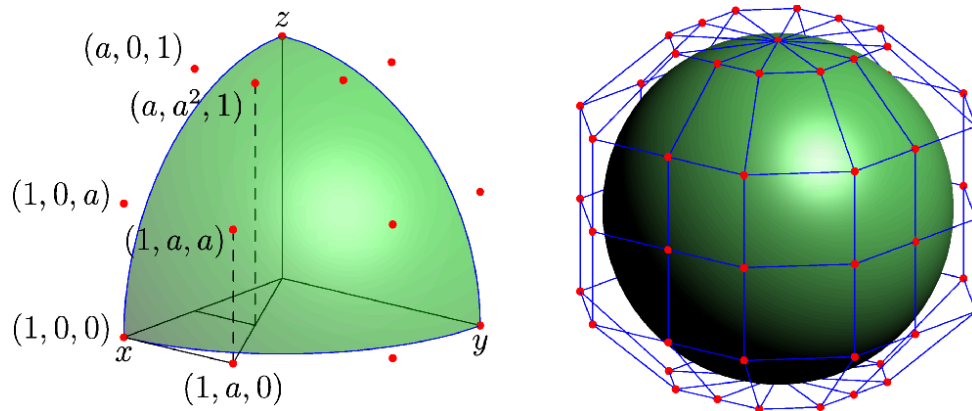 z
(a, 0, 1)
(a, a², 1)
(1, 0, a)
(1, a, a)
(1, 0, 0)
x
y
(1, a, 0)